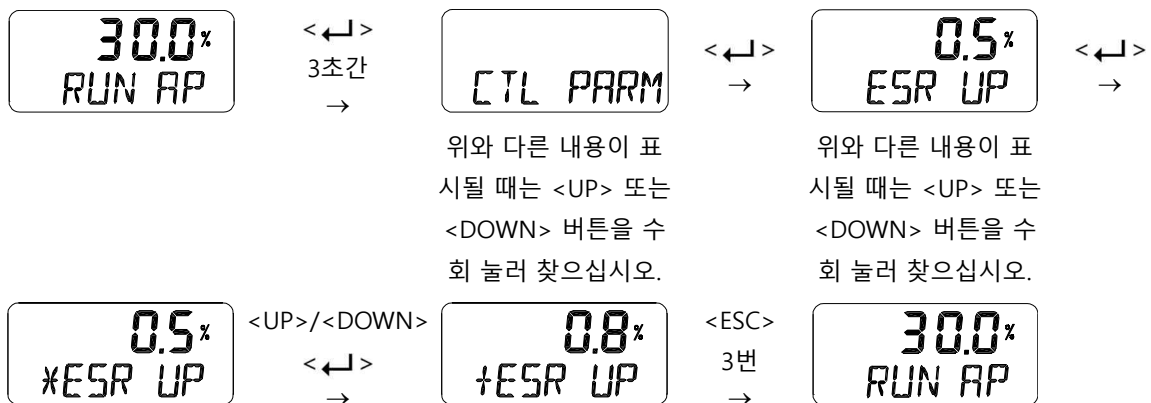 30.0%
RUN AP
<↵>
3초간
→
CTL PARM
<↵>
→
0.5%
ESR UP
<↵>
→
위와 다른 내용이 표
시될 때는 <UP> 또는
<DOWN> 버튼을 수
회 눌러 찾으십시오.
위와 다른 내용이 표
시될 때는 <UP> 또는
<DOWN> 버튼을 수
회 눌러 찾으십시오.
0.5%
*ESR UP
<UP>/<DOWN>
<↵>
→
0.8%
+ESR UP
<ESC>
3번
→
30.0%
RUN AP